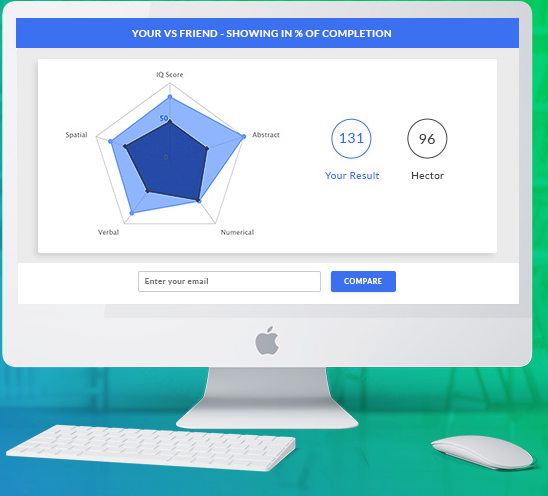 YOUR VS FRIEND - SHOWING IN % OF COMPLETION
IQ Score
50
Spatial
Abstract
0
Verbal
Numerical
131
96
Your Result
Hector
Enter your email
COMPARE